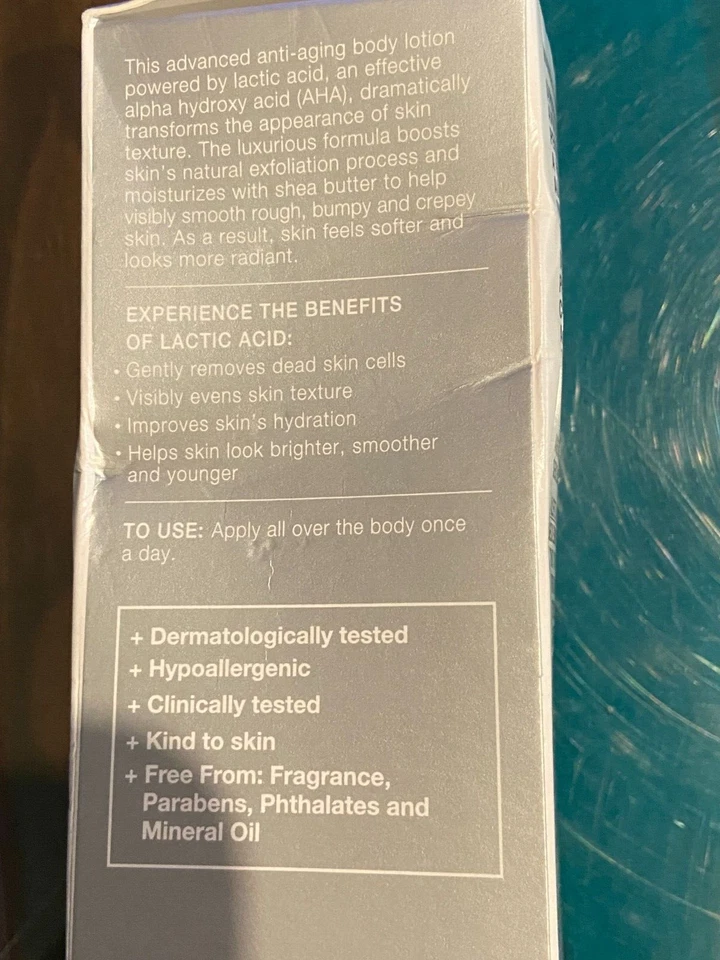 This advanced anti-aging body lotion
powered by lactic acid, an effective
alpha hydroxy acid (AHA), dramatically
transforms the appearance of skin
texture. The luxurious formula boosts
skin's natural exfoliation process and
moisturizes with shea butter to help
visibly smooth rough, bumpy and crepey
skin. As a result, skin feels softer and
looks more radiant.
EXPERIENCE THE BENEFITS
OF LACTIC ACID:
• Gently removes dead skin cells
• Visibly evens skin texture
• Improves skin's hydration
• Helps skin look brighter, smoother
and younger
TO USE: Apply all over the body once
a day.
+ Dermatologically tested
+ Hypoallergenic
+ Clinically tested
+ Kind to skin
+ Free From: Fragrance,
Parabens, Phthalates and
Mineral Oil